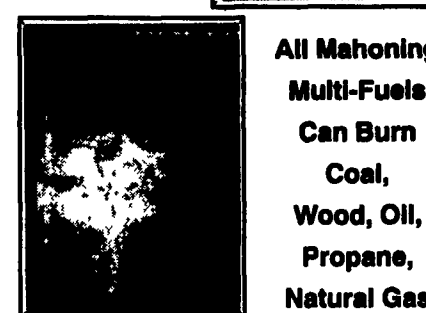 All Mahoning
Multi-Fuels
Can Burn
Coal,
Wood, Oil,
Propane,
Natural Gas